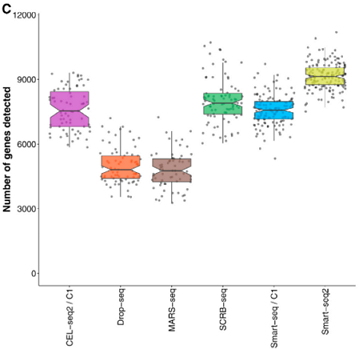 C
12000
9000
6000
3000
0
Number of genes detected
CEL-seq2 / C1
Drop-seq
MARS-seq
SCRB-seq
Smart-seq / C1
Smart-seq2